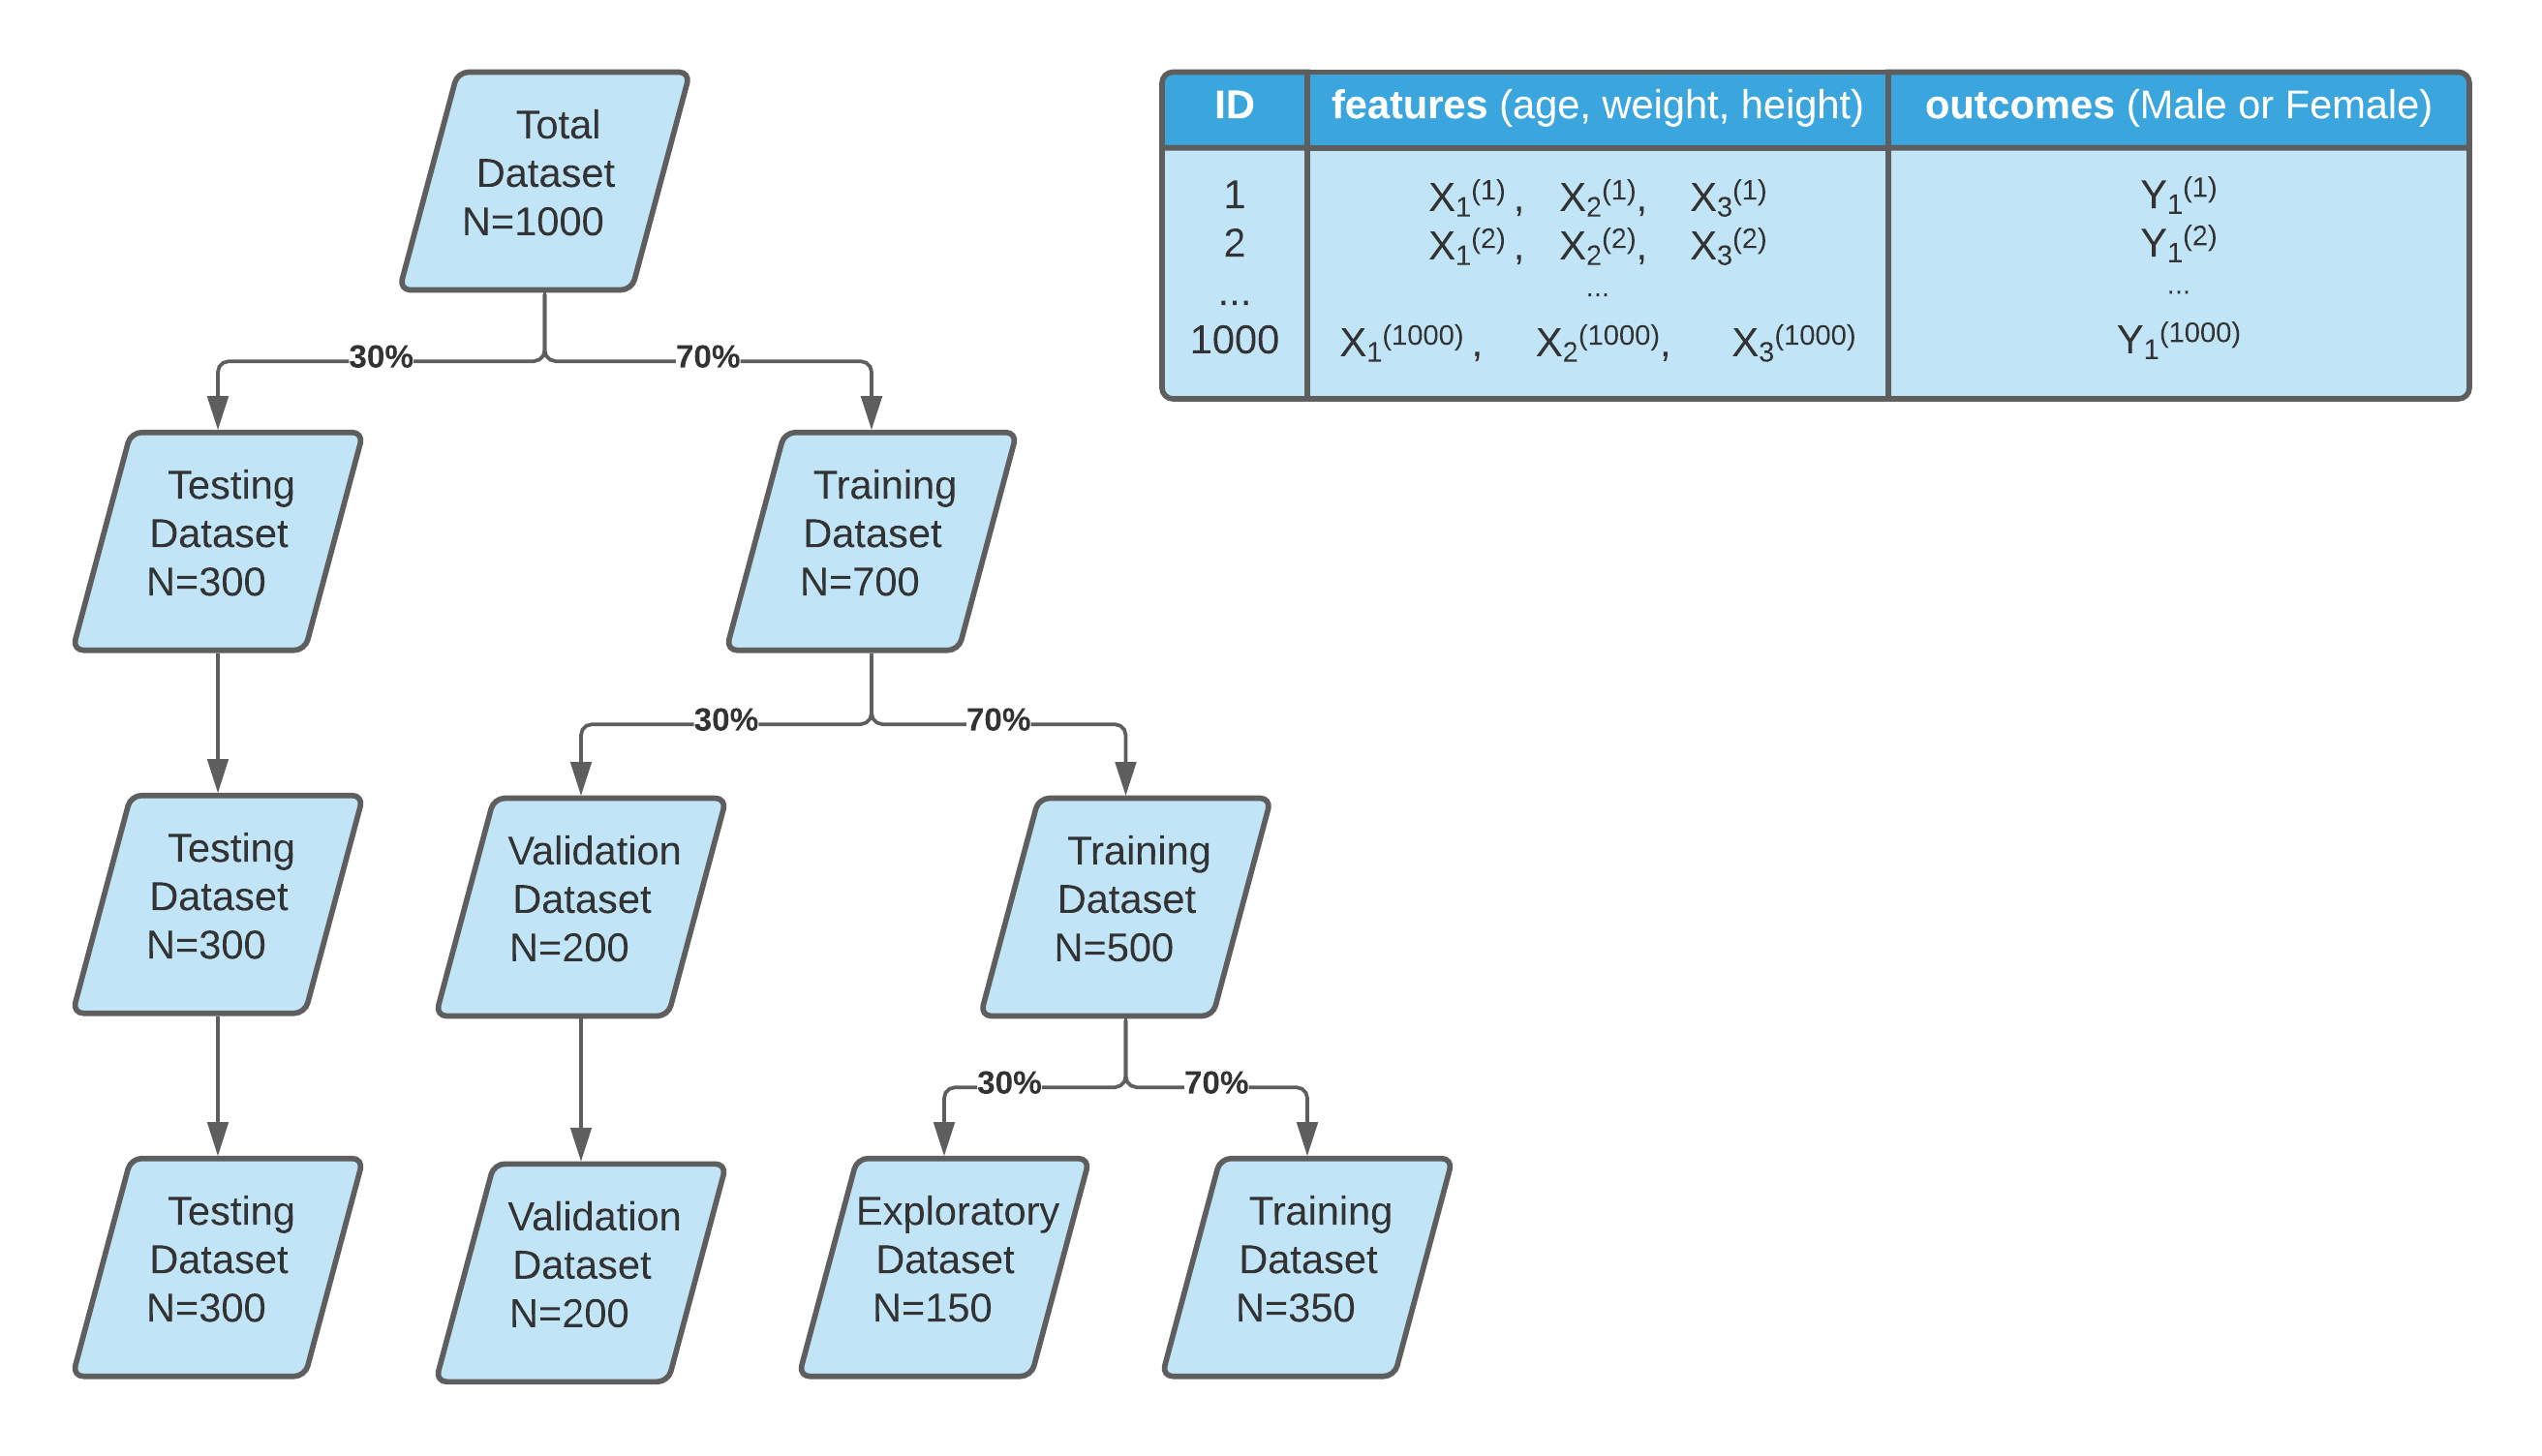 Total
Dataset
N=1000
30%
70%
Testing
Dataset
N=300
Training
Dataset
N=700
30%
70%
Testing
Dataset
N=300
Validation
Dataset
N=200
Training
Dataset
N=500
30%
70%
Testing
Dataset
N=300
Validation
Dataset
N=200
Exploratory
Dataset
N=150
Training
Dataset
N=350
ID features (age, weight, height) outcomes (Male or Female)
1 X₁⁽¹⁾ , X₂⁽¹⁾, X₃⁽¹⁾ Y₁⁽¹⁾
2 X₁⁽²⁾ , X₂⁽²⁾, X₃⁽²⁾ Y₁⁽²⁾
... ... ...
1000 X₁⁽¹⁰⁰⁰⁾ , X₂⁽¹⁰⁰⁰⁾, X₃⁽¹⁰⁰⁰⁾ Y₁⁽¹⁰⁰⁰⁾